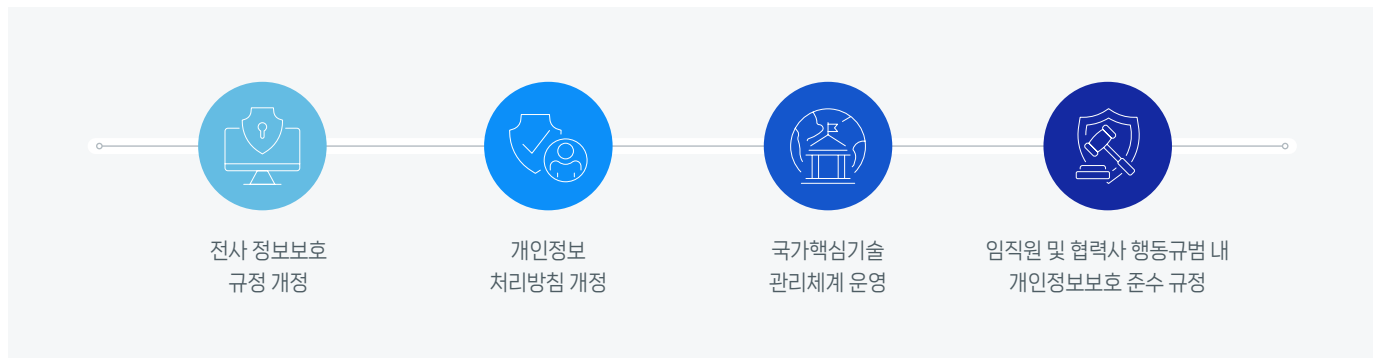 전사 정보보호
규정 개정
개인정보
처리방침 개정
국가핵심기술
관리체계 운영
임직원 및 협력사 행동규범 내
개인정보보호 준수 규정